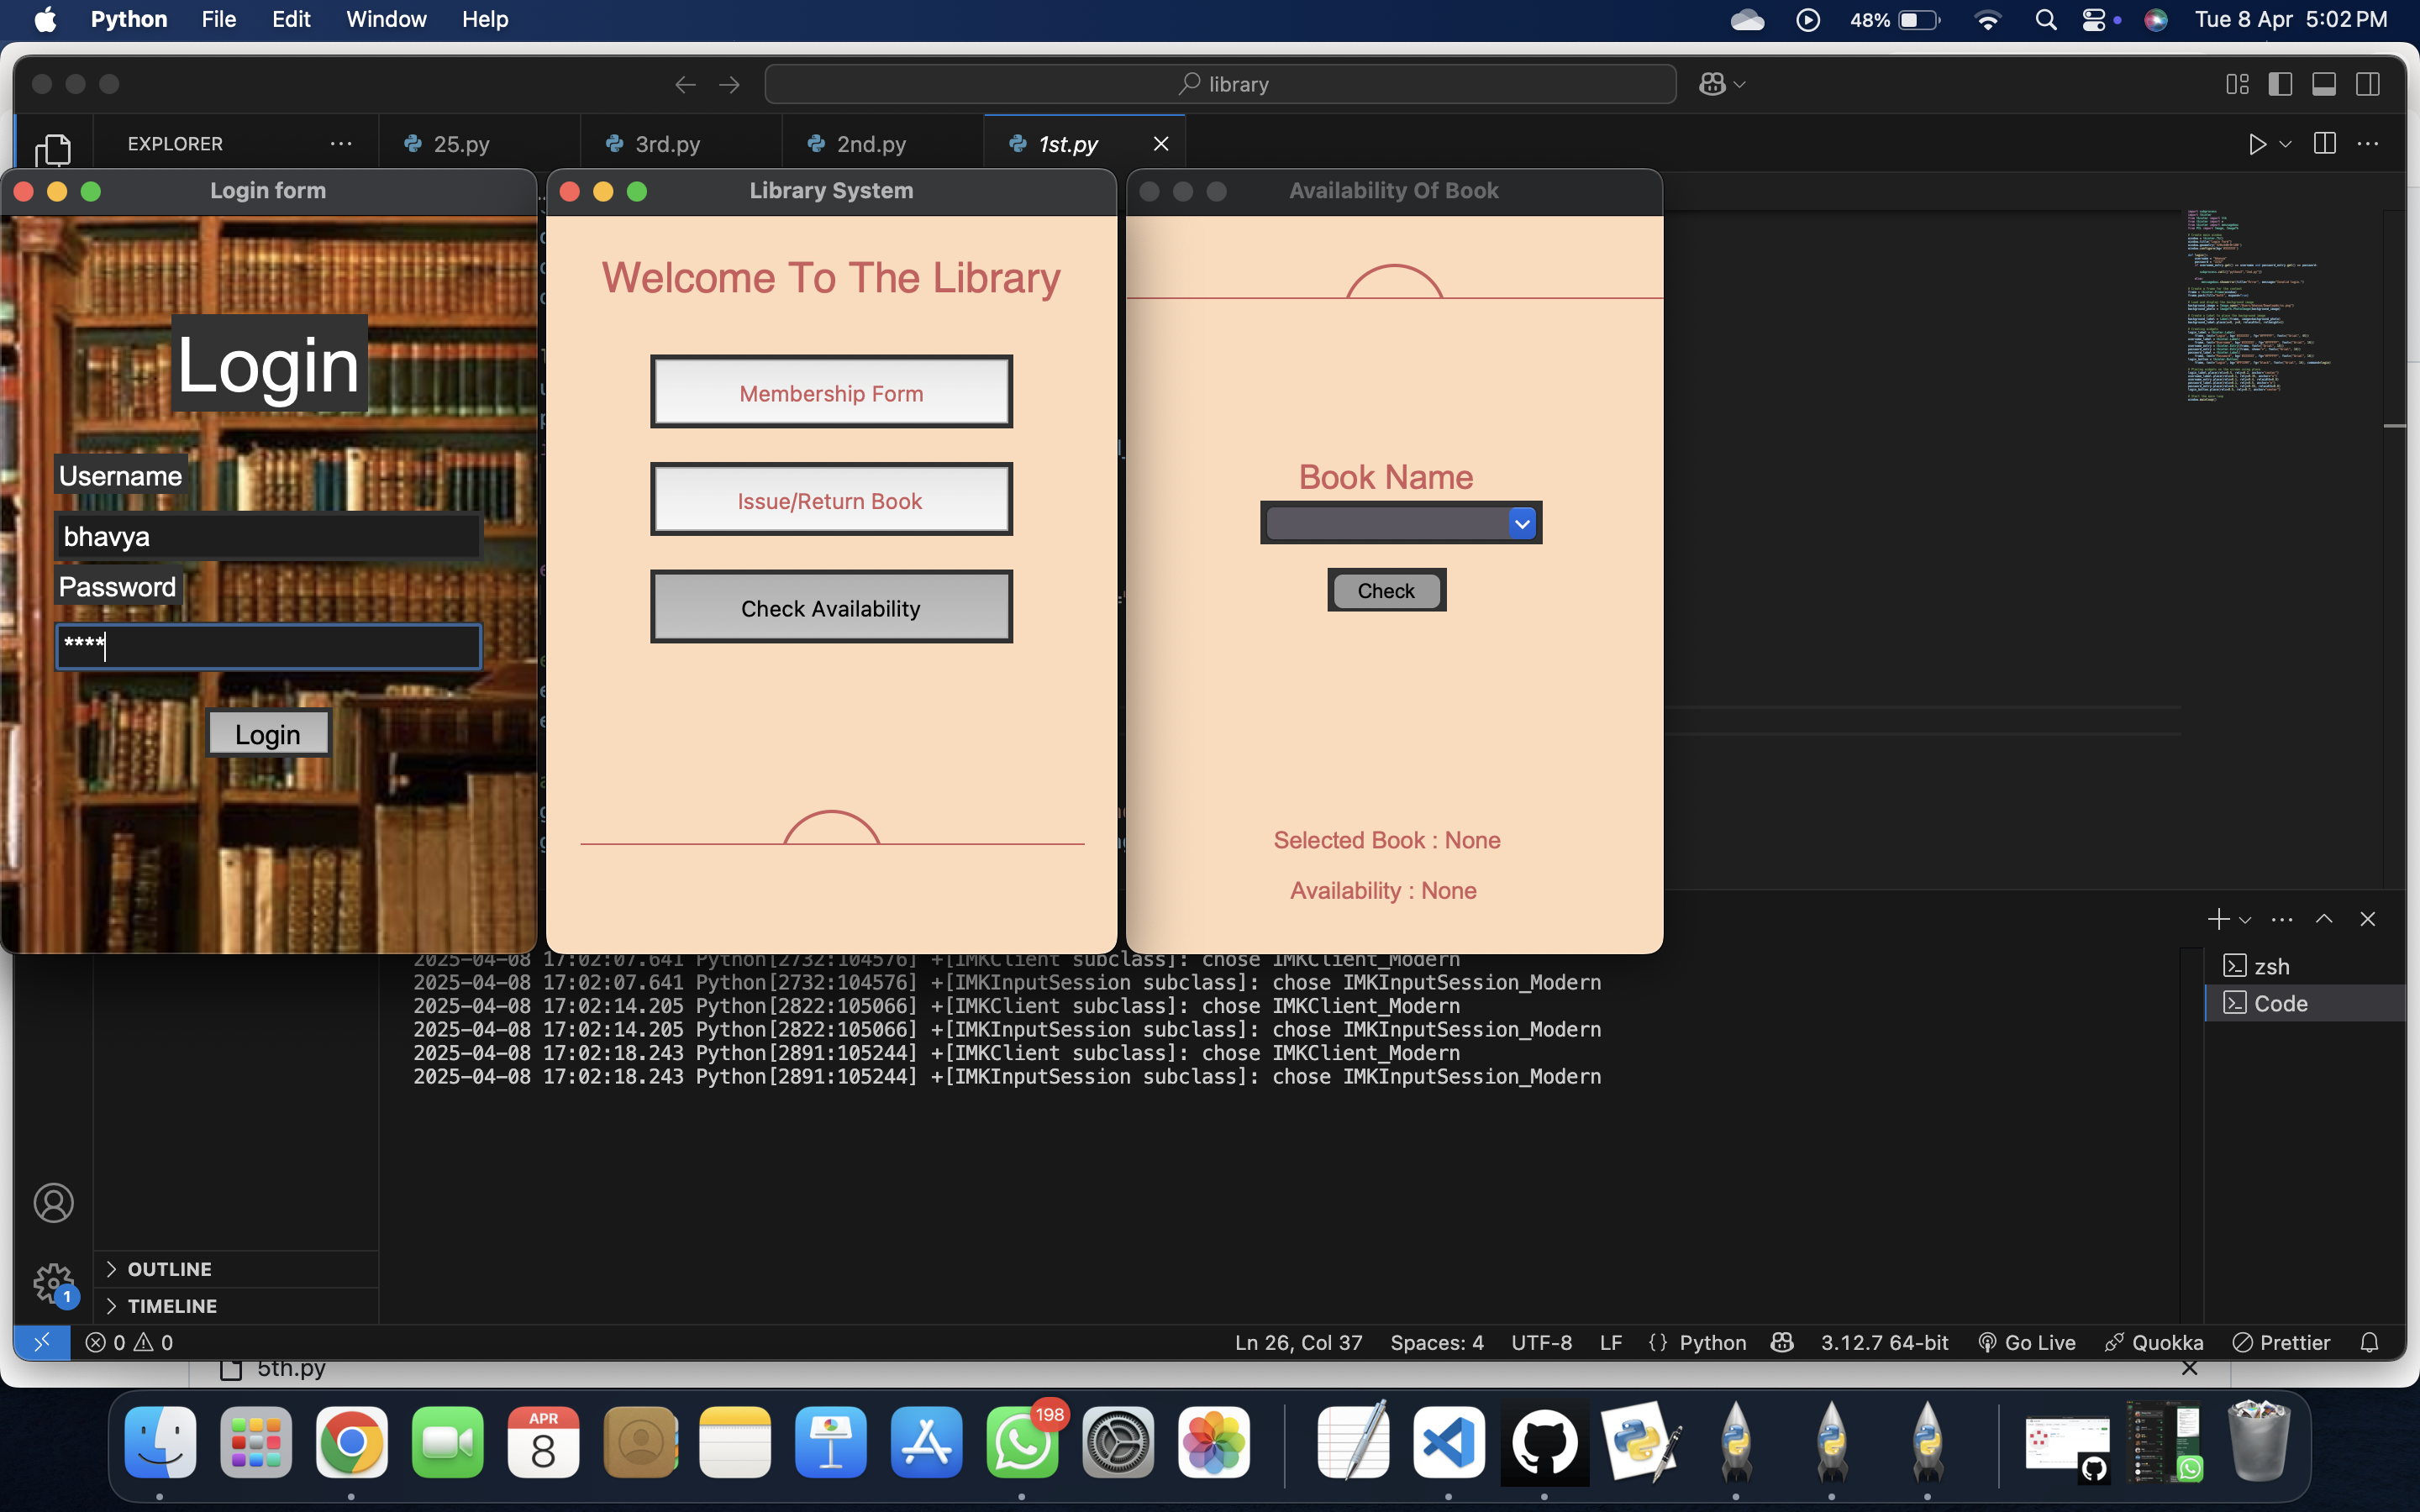 Python File Edit Window Help 48% Tue 8 Apr 5:02 PM
library
EXPLORER 25.py 3rd.py 2nd.py 1st.py
Login form
Login
Username
bhavya
Password
****
Login
Library System
Welcome To The Library
Membership Form
Issue/Return Book
Check Availability
Availability Of Book
Book Name
Check
Selected Book : None
Availability : None
2025-04-08 17:02:07.641 Python[2732:104576] +[IMKClient subclass]: chose IMKClient_Modern
2025-04-08 17:02:07.641 Python[2732:104576] +[IMKInputSession subclass]: chose IMKInputSession_Modern
2025-04-08 17:02:14.205 Python[2822:105066] +[IMKClient subclass]: chose IMKClient_Modern
2025-04-08 17:02:14.205 Python[2822:105066] +[IMKInputSession subclass]: chose IMKInputSession_Modern
2025-04-08 17:02:18.243 Python[2891:105244] +[IMKClient subclass]: chose IMKClient_Modern
2025-04-08 17:02:18.243 Python[2891:105244] +[IMKInputSession subclass]: chose IMKInputSession_Modern
zsh
Code
OUTLINE
TIMELINE
1
0 0 Ln 26, Col 37 Spaces: 4 UTF-8 LF {} Python 3.12.7 64-bit Go Live Quokka Prettier
5th.py
APR
8
198